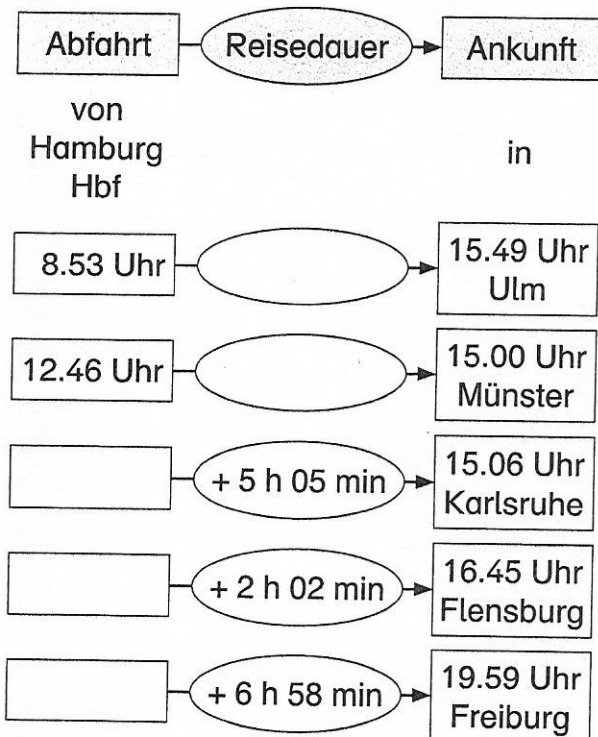 Abfahrt Reisedauer Ankunft
von
Hamburg
Hbf
in
8.53 Uhr
15.49 Uhr
Ulm
12.46 Uhr
15.00 Uhr
Münster
+ 5 h 05 min
15.06 Uhr
Karlsruhe
+ 2 h 02 min
16.45 Uhr
Flensburg
+ 6 h 58 min
19.59 Uhr
Freiburg